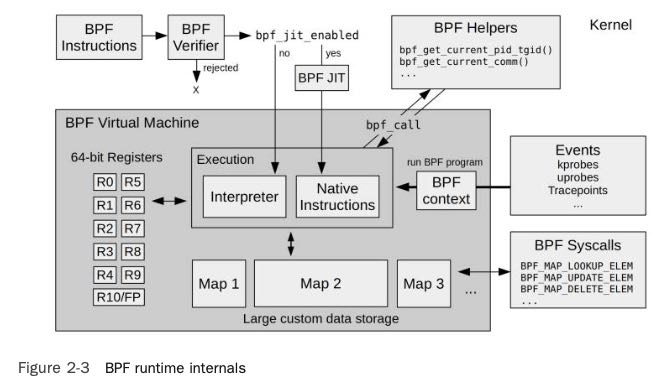 BPF
Instructions
BPF
Verifier
bpf_jit_enabled
no
yes
rejected
X
BPF JIT
BPF Helpers
bpf_get_current_pid_tgid()
bpf_get_current_comm()
...
Kernel
BPF Virtual Machine
bpf_call
64-bit Registers
R0 R5
R1 R6
R2 R7
R3 R8
R4 R9
R10/FP
Execution
Interpreter
Native
Instructions
run BPF program
BPF
context
Events
kprobes
uprobes
Tracepoints
...
Map 1
Map 2
Map 3
...
Large custom data storage
BPF Syscalls
BPF_MAP_LOOKUP_ELEM
BPF_MAP_UPDATE_ELEM
BPF_MAP_DELETE_ELEM
...
Figure 2-3 BPF runtime internals